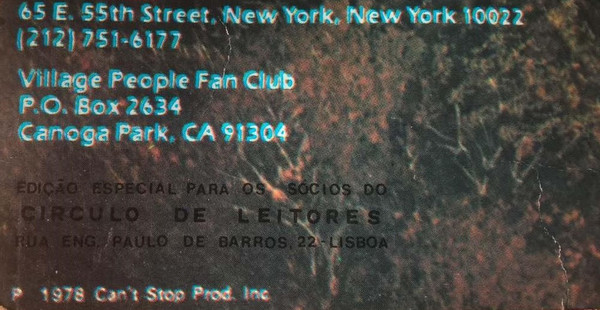 65 E. 55th Street, New York, New York 10022
(212) 751-6177
Village People Fan Club
P.O. Box 2634
Canoga Park, CA 91304
EDIÇÃO ESPECIAL PARA OS SÓCIOS DO
CÍRCULO DE LEITORES
RUA ENG. PAULO DE BARROS, 22-LISBOA
P 1978 Can't Stop Prod. Inc